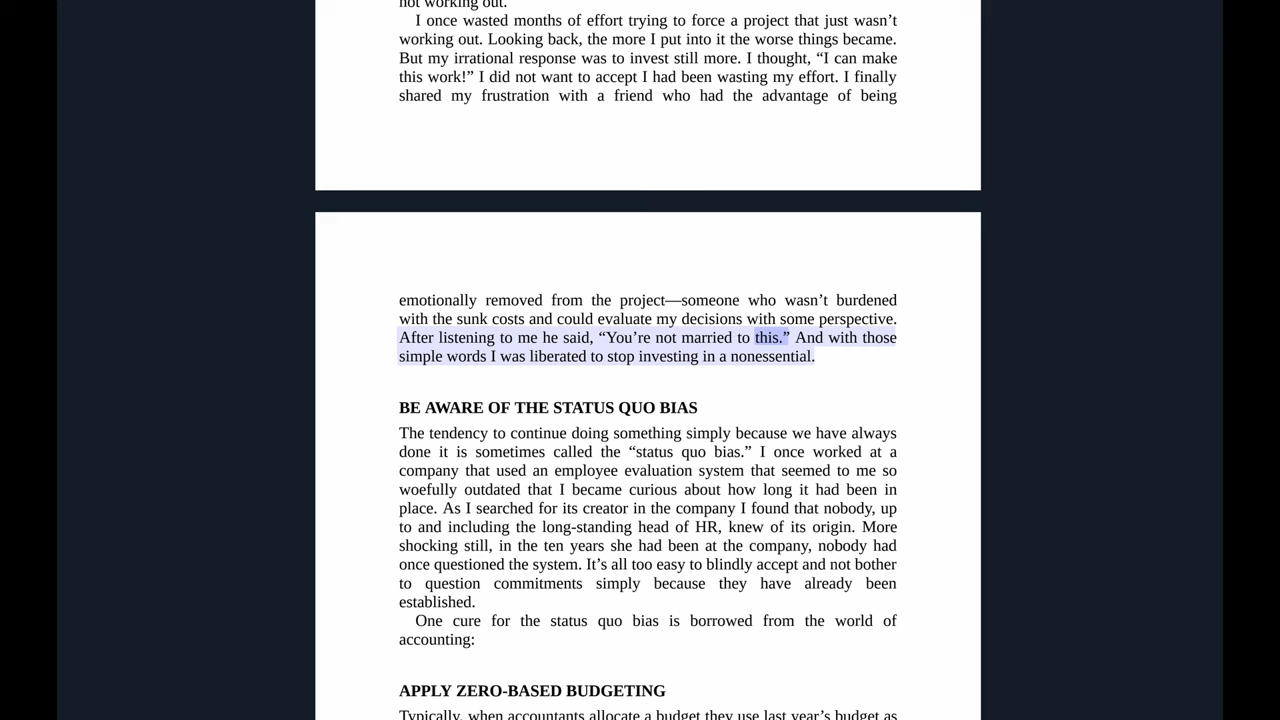 not working out.
I once wasted months of effort trying to force a project that just wasn’t
working out. Looking back, the more I put into it the worse things became.
But my irrational response was to invest still more. I thought, “I can make
this work!” I did not want to accept I had been wasting my effort. I finally
shared my frustration with a friend who had the advantage of being
emotionally removed from the project—someone who wasn’t burdened
with the sunk costs and could evaluate my decisions with some perspective.
After listening to me he said, “You’re not married to this.” And with those
simple words I was liberated to stop investing in a nonessential.
BE AWARE OF THE STATUS QUO BIAS
The tendency to continue doing something simply because we have always
done it is sometimes called the “status quo bias.” I once worked at a
company that used an employee evaluation system that seemed to me so
woefully outdated that I became curious about how long it had been in
place. As I searched for its creator in the company I found that nobody, up
to and including the long-standing head of HR, knew of its origin. More
shocking still, in the ten years she had been at the company, nobody had
once questioned the system. It’s all too easy to blindly accept and not bother
to question commitments simply because they have already been
established.
One cure for the status quo bias is borrowed from the world of
accounting:
APPLY ZERO-BASED BUDGETING
Typically, when accountants allocate a budget they use last year’s budget as